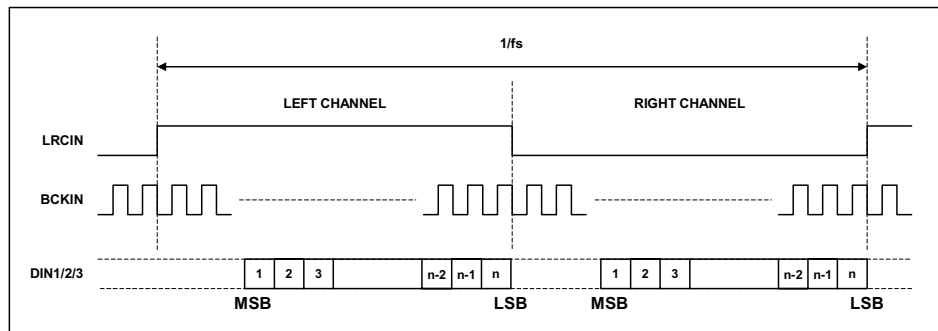 1/fs
LEFT CHANNEL RIGHT CHANNEL
LRCIN
BCKIN
DIN1/2/3 1 2 3 n-2 n-1 n 1 2 3 n-2 n-1 n
MSB LSB MSB LSB